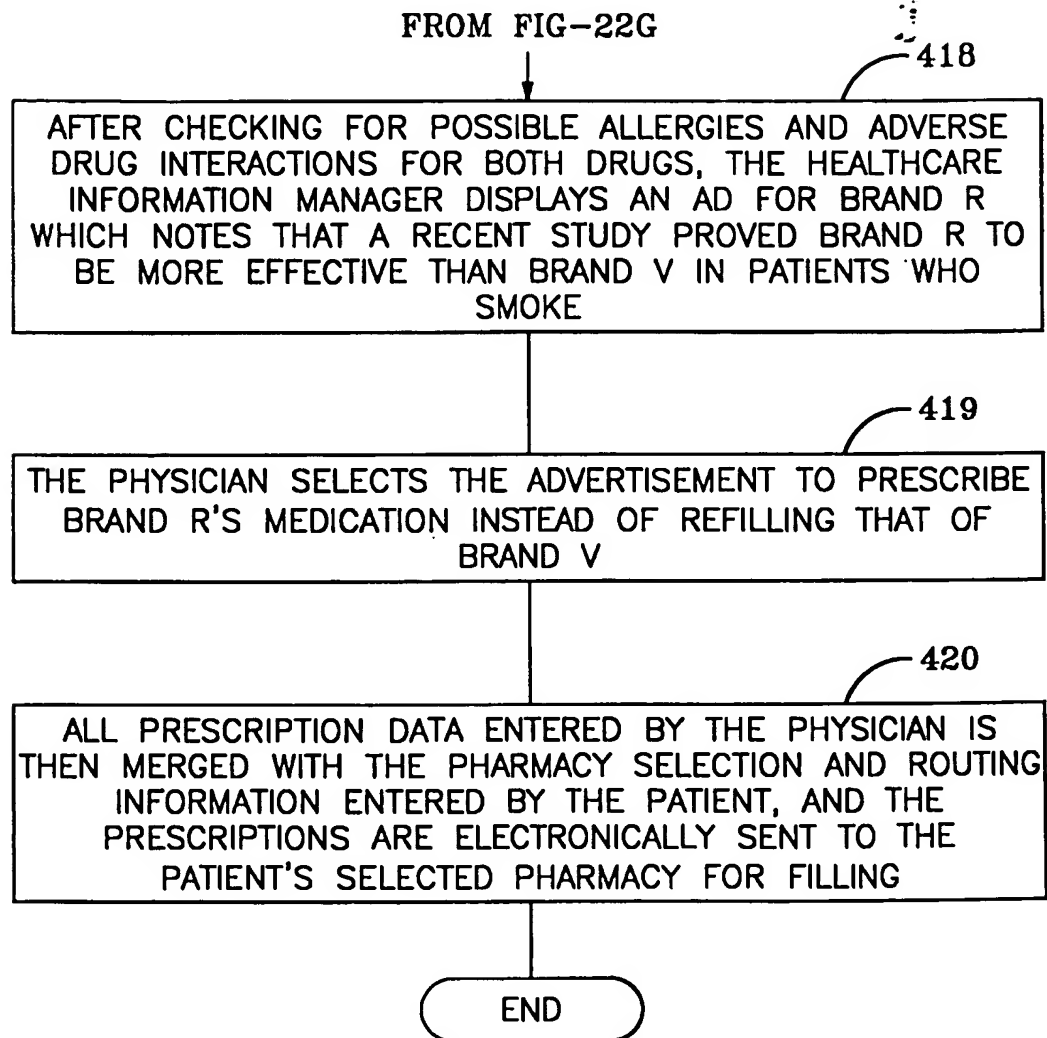 FROM FIG-22G
418
AFTER CHECKING FOR POSSIBLE ALLERGIES AND ADVERSE
DRUG INTERACTIONS FOR BOTH DRUGS, THE HEALTHCARE
INFORMATION MANAGER DISPLAYS AN AD FOR BRAND R
WHICH NOTES THAT A RECENT STUDY PROVED BRAND R TO
BE MORE EFFECTIVE THAN BRAND V IN PATIENTS WHO
SMOKE
419
THE PHYSICIAN SELECTS THE ADVERTISEMENT TO PRESCRIBE
BRAND R'S MEDICATION INSTEAD OF REFILLING THAT OF
BRAND V
420
ALL PRESCRIPTION DATA ENTERED BY THE PHYSICIAN IS
THEN MERGED WITH THE PHARMACY SELECTION AND ROUTING
INFORMATION ENTERED BY THE PATIENT, AND THE
PRESCRIPTIONS ARE ELECTRONICALLY SENT TO THE
PATIENT'S SELECTED PHARMACY FOR FILLING
END